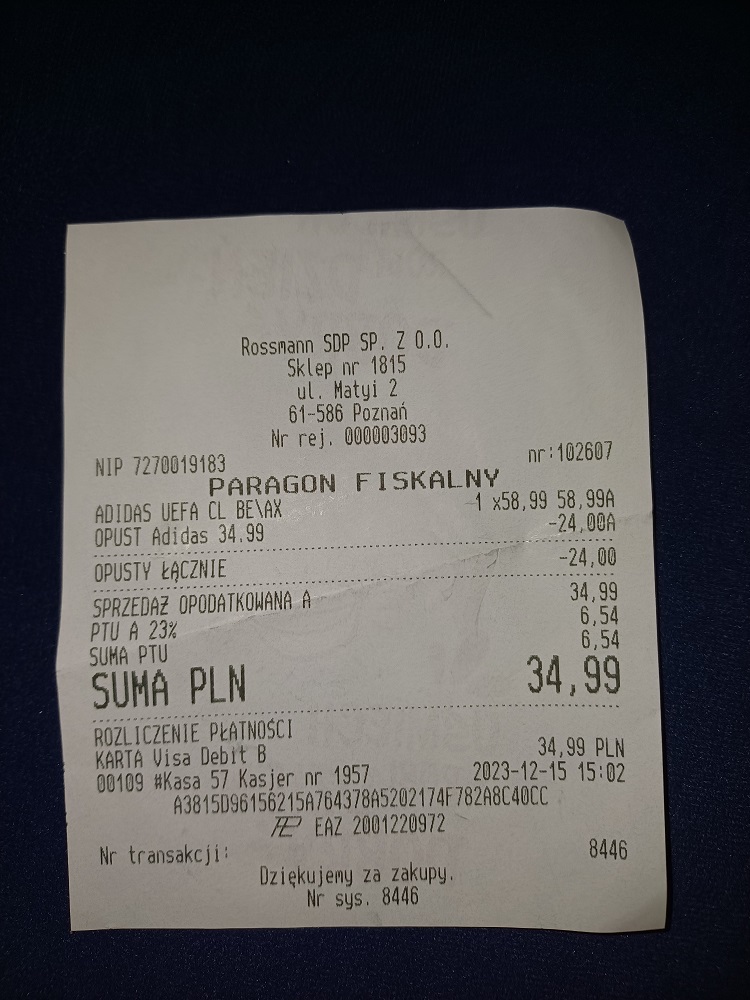 Rossmann SDP SP. Z O.O.
Sklep nr 1815
ul. Matyi 2
61-586 Poznań
Nr rej. 000003093
NIP 7270019183 nr:102607
PARAGON FISKALNY
ADIDAS UEFA CL BE\AX 1 x58,99 58,99A
OPUST Adidas 34.99 -24,00A
OPUSTY ŁĄCZNIE -24,00
SPRZEDAŻ OPODATKOWANA A 34,99
PTU A 23% 6,54
SUMA PTU 6,54
SUMA PLN 34,99
ROZLICZENIE PŁATNOŚCI
KARTA Visa Debit B 34,99 PLN
00109 #Kasa 57 Kasjer nr 1957 2023-12-15 15:02
A3815D96156215A764378A5202174F782A8C40CC
EAZ 2001220972
Nr transakcji: 8446
Dziękujemy za zakupy.
Nr sys. 8446